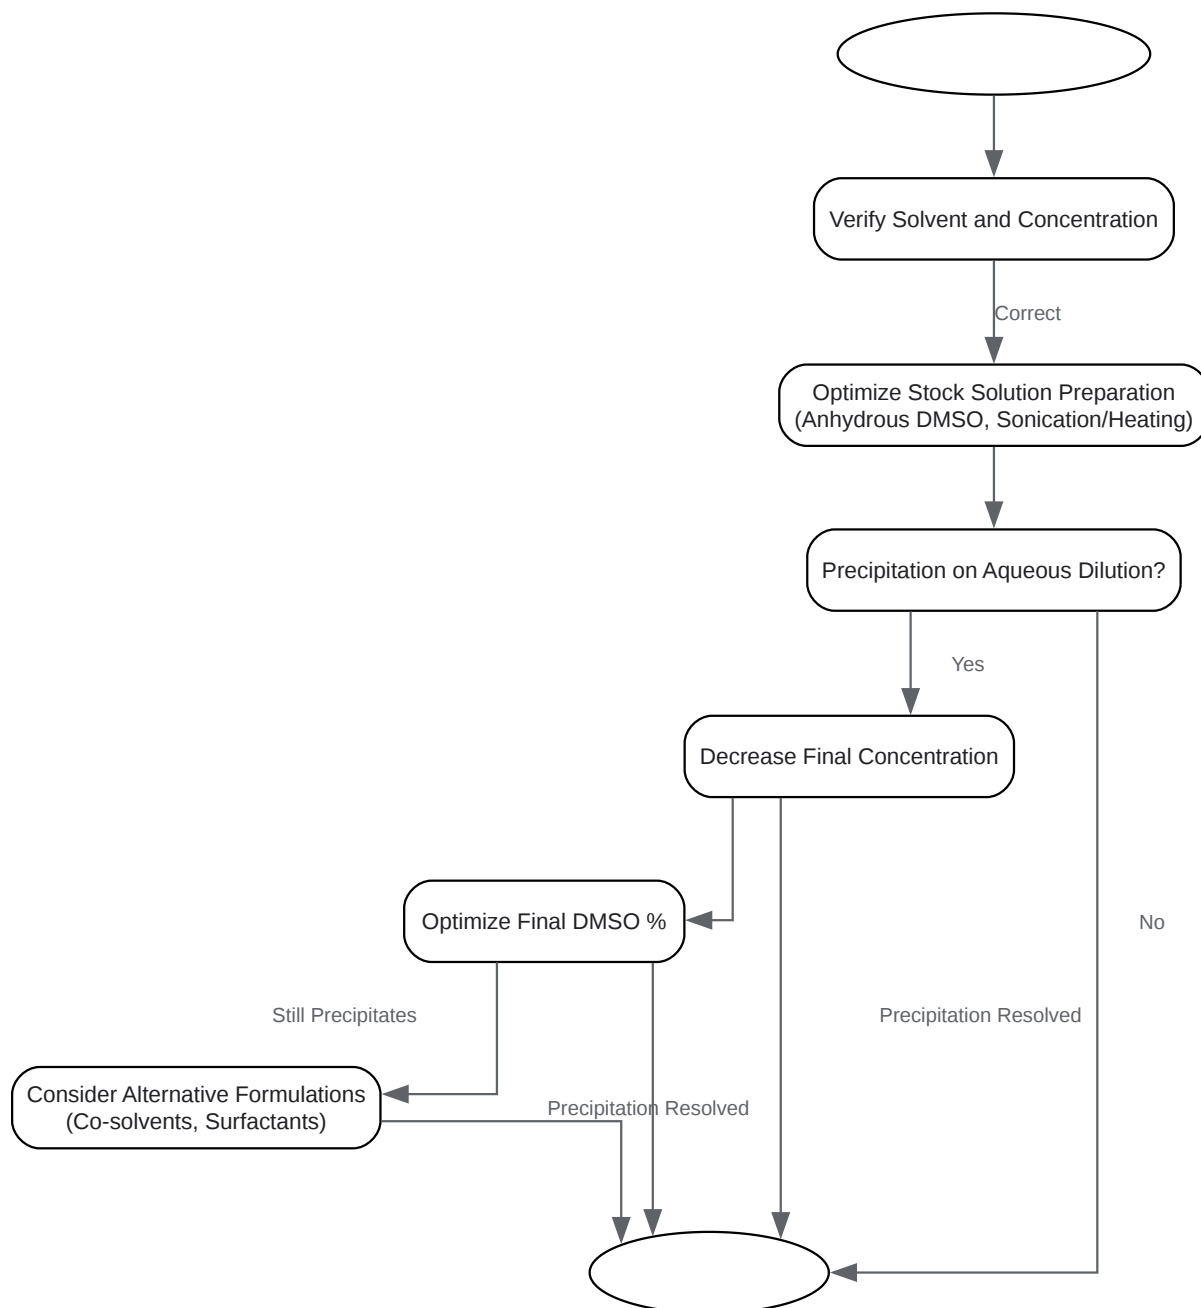 Verify Solvent and Concentration
Correct
Optimize Stock Solution Preparation
(Anhydrous DMSO, Sonication/Heating)
Precipitation on Aqueous Dilution?
Yes
Decrease Final Concentration
Optimize Final DMSO %
No
Still Precipitates
Precipitation Resolved
Consider Alternative Formulations
(Co-solvents, Surfactants)
Precipitation Resolved